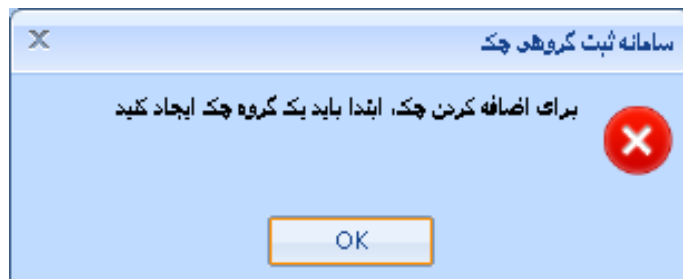 سامانه ثبت گروهی چک
برای اضافه کردن چک، ابتدا باید یک گروه چک ایجاد کنید
OK